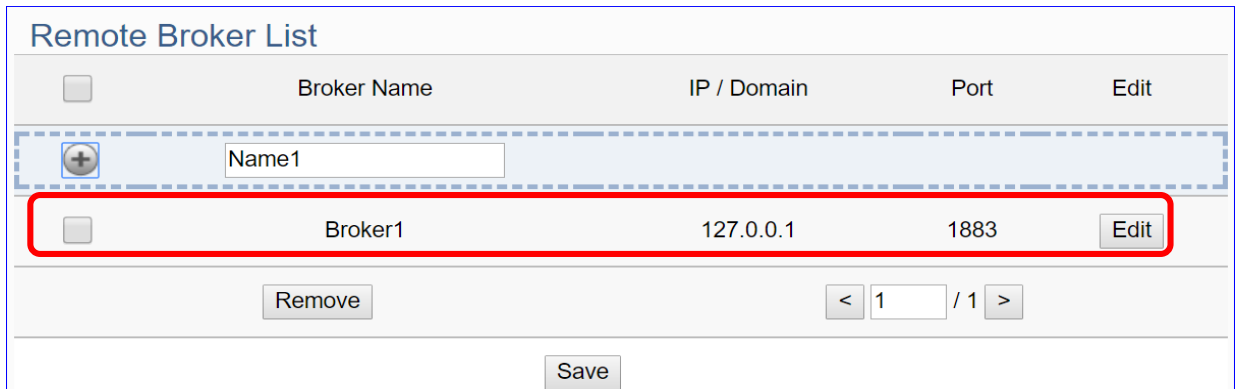 Remote Broker List
Broker Name IP / Domain Port Edit
Name1
Broker1 127.0.0.1 1883 Edit
Remove < 1 / 1 >
Save